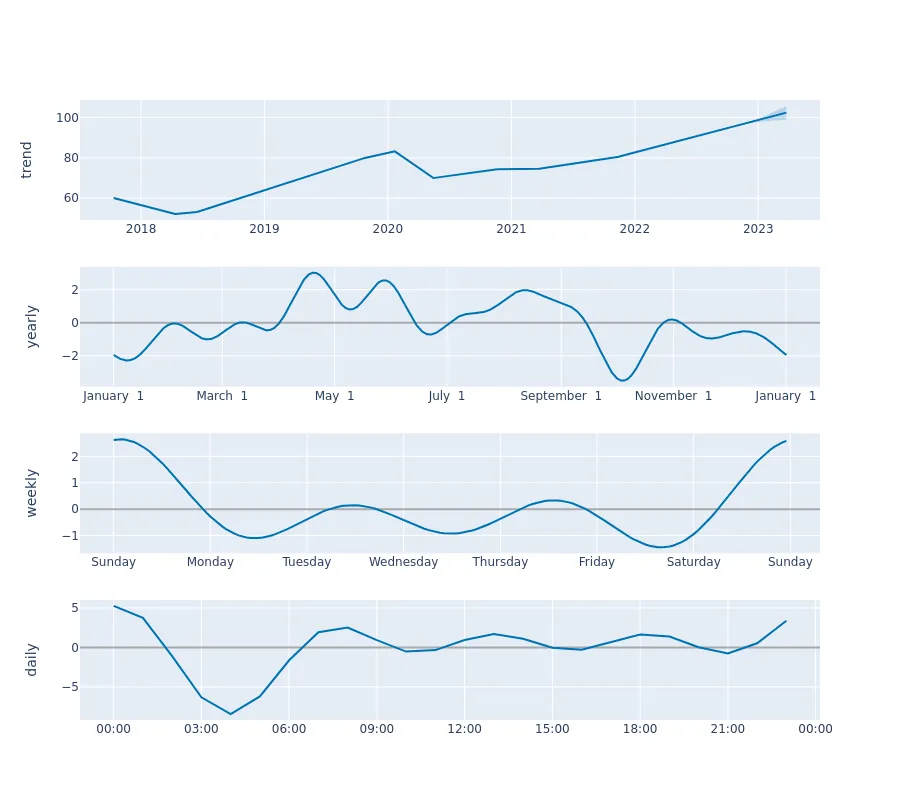 trend
100
80
60
2018 2019 2020 2021 2022 2023
yearly
2
0
−2
January 1 March 1 May 1 July 1 September 1 November 1 January 1
weekly
2
1
0
−1
Sunday Monday Tuesday Wednesday Thursday Friday Saturday Sunday
daily
5
0
−5
00:00 03:00 06:00 09:00 12:00 15:00 18:00 21:00 00:00